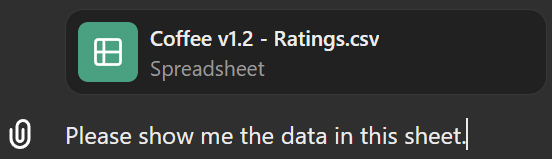 Coffee v1.2 - Ratings.csv
Spreadsheet
Please show me the data in this sheet.